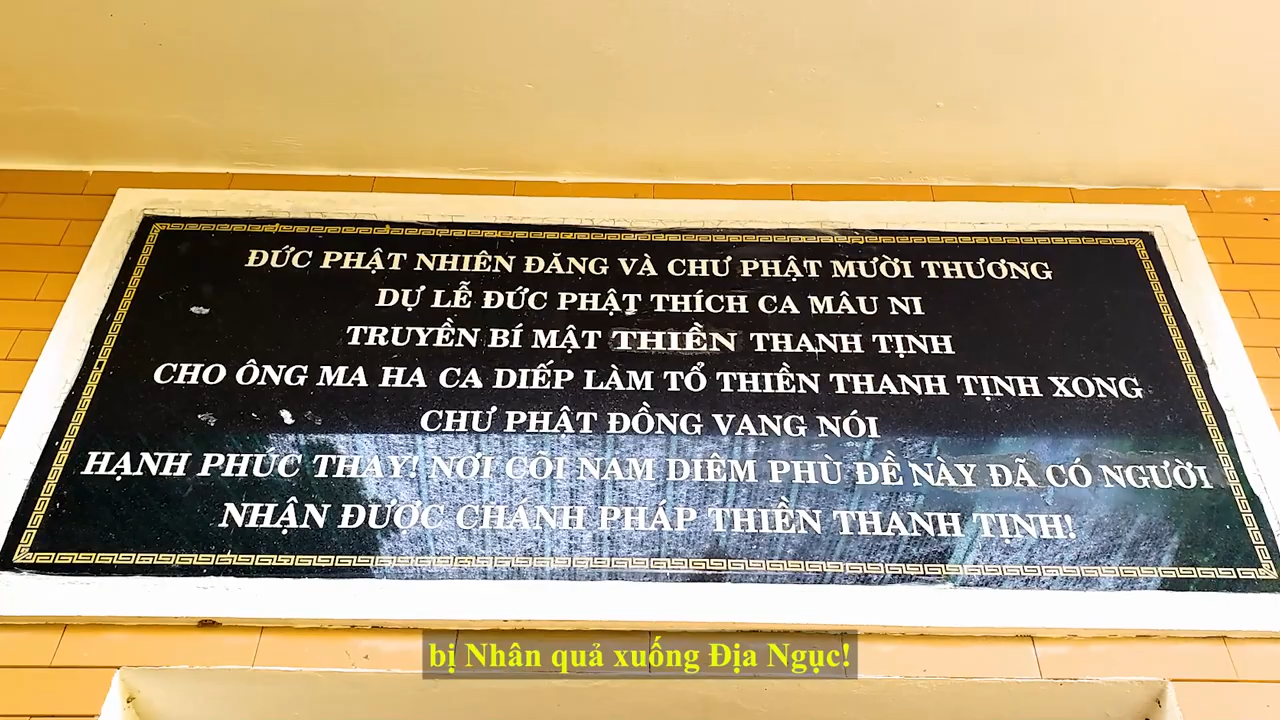 ĐỨC PHẬT NHIÊN ĐĂNG VÀ CHƯ PHẬT MƯỜI THƯƠNG
DỰ LỄ ĐỨC PHẬT THÍCH CA MÂU NI
TRUYỀN BÍ MẬT THIỀN THANH TỊNH
CHO ÔNG MA HA CA DIẾP LÀM TỔ THIỀN THANH TỊNH XONG
CHƯ PHẬT ĐỒNG VANG NÓI
HẠNH PHÚC THAY! NƠI CÕI NAM DIÊM PHÙ ĐỀ NÀY ĐÃ CÓ NGƯỜI
NHẬN ĐƯỢC CHÁNH PHÁP THIỀN THANH TỊNH!
bị Nhân quả xuống Địa Ngục!